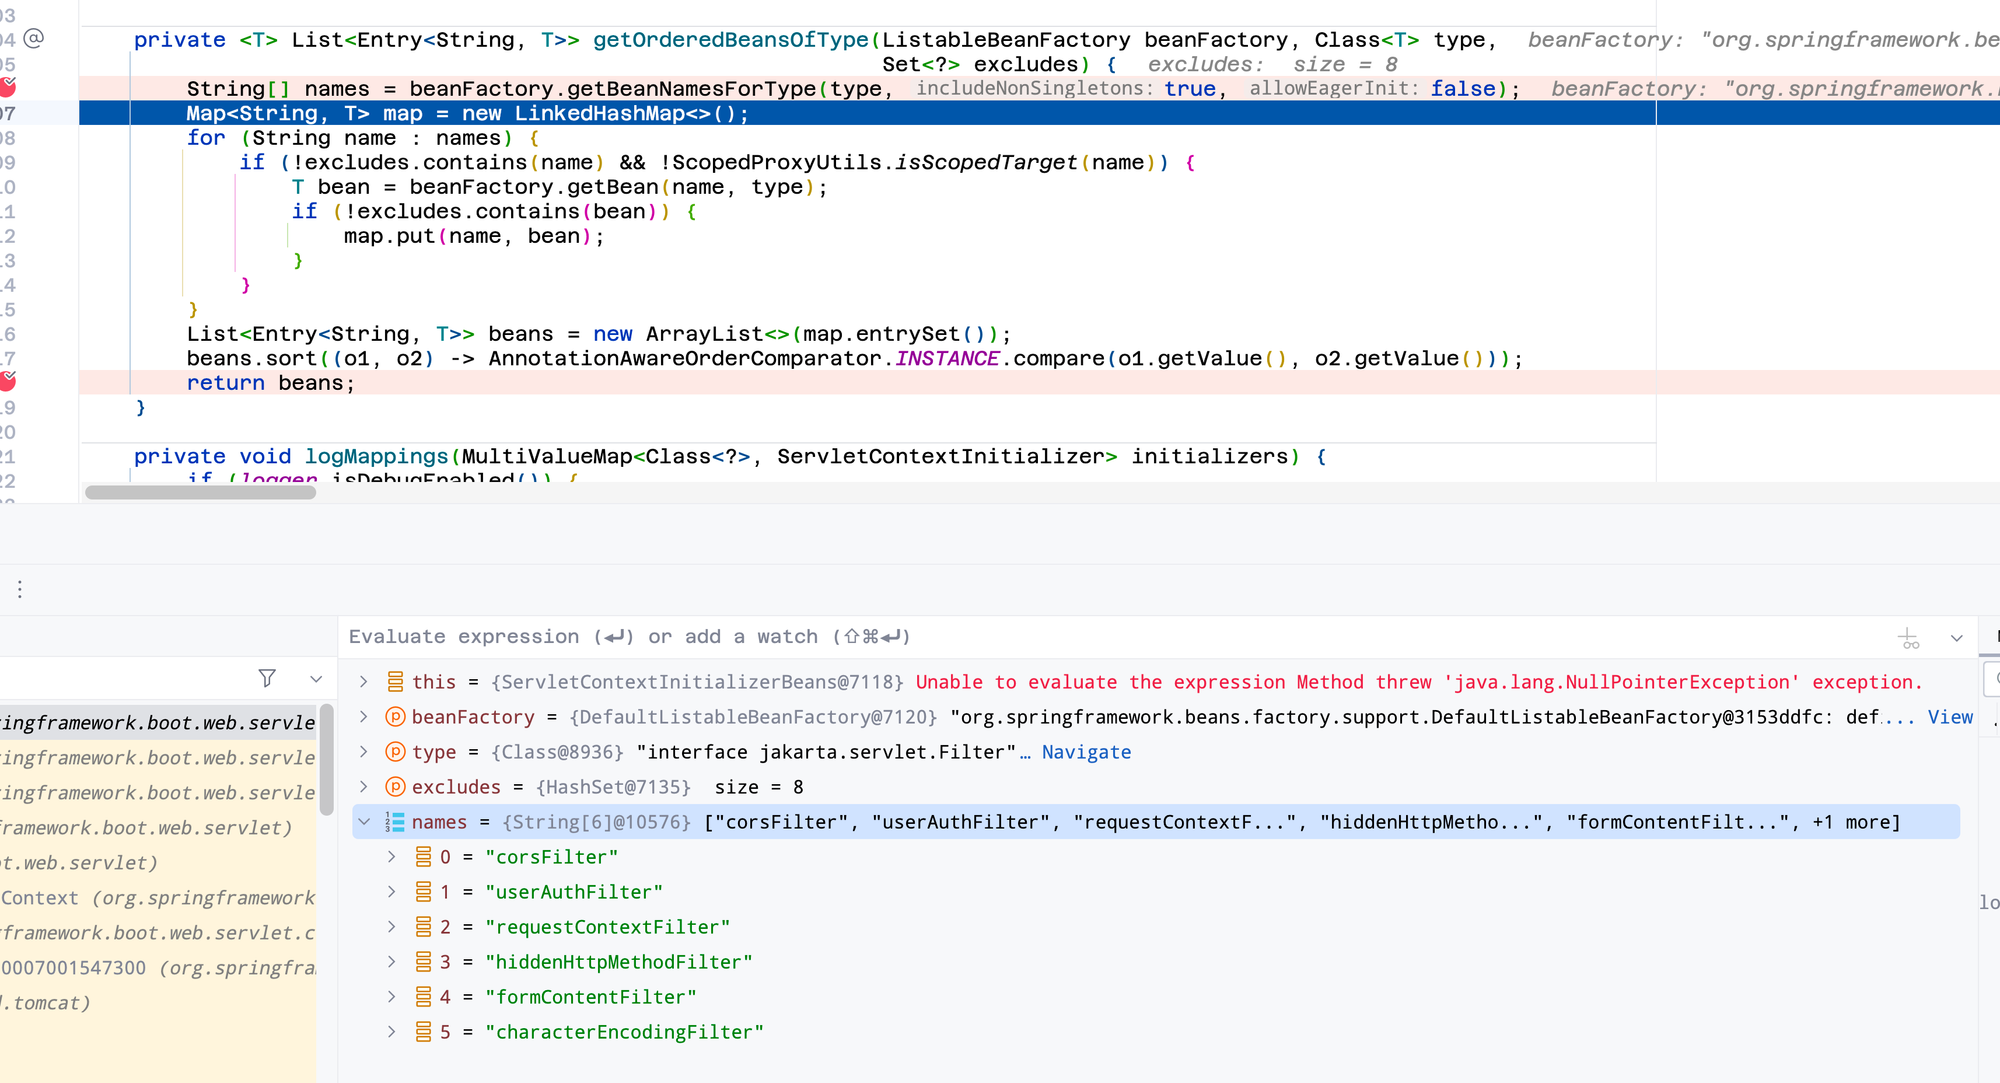 03
04 @ private <T> List<Entry<String, T>> getOrderedBeansOfType(ListableBeanFactory beanFactory, Class<T> type, beanFactory: "org.springframework.be
05 Set<?> excludes) { excludes: size = 8
String[] names = beanFactory.getBeanNamesForType(type, includeNonSingletons: true, allowEagerInit: false); beanFactory: "org.springframework.
07 Map<String, T> map = new LinkedHashMap<>();
08 for (String name : names) {
09 if (!excludes.contains(name) && !ScopedProxyUtils.isScopedTarget(name)) {
10 T bean = beanFactory.getBean(name, type);
11 if (!excludes.contains(bean)) {
12 map.put(name, bean);
13 }
14 }
15 }
16 List<Entry<String, T>> beans = new ArrayList<>(map.entrySet());
17 beans.sort((o1, o2) -> AnnotationAwareOrderComparator.INSTANCE.compare(o1.getValue(), o2.getValue()));
return beans;
19 }
20
21 private void logMappings(MultiValueMap<Class<?>, ServletContextInitializer> initializers) {
22 if (logger.isDebugEnabled()) {
Evaluate expression (↵) or add a watch (⇧⌘↵)
this = {ServletContextInitializerBeans@7118} Unable to evaluate the expression Method threw 'java.lang.NullPointerException' exception.
beanFactory = {DefaultListableBeanFactory@7120} "org.springframework.beans.factory.support.DefaultListableBeanFactory@3153ddfc: def... View
type = {Class@8936} "interface jakarta.servlet.Filter"… Navigate
excludes = {HashSet@7135} size = 8
names = {String[6]@10576} ["corsFilter", "userAuthFilter", "requestContextF...", "hiddenHttpMetho...", "formContentFilt...", +1 more]
0 = "corsFilter"
1 = "userAuthFilter"
2 = "requestContextFilter"
3 = "hiddenHttpMethodFilter"
4 = "formContentFilter"
5 = "characterEncodingFilter"
ingframework.boot.web.servle
ingframework.boot.web.servle
ingframework.boot.web.servle
framework.boot.web.servlet)
t.web.servlet)
Context (org.springframework
framework.boot.web.servlet.c
00007001547300 (org.springfra
.tomcat)
lo